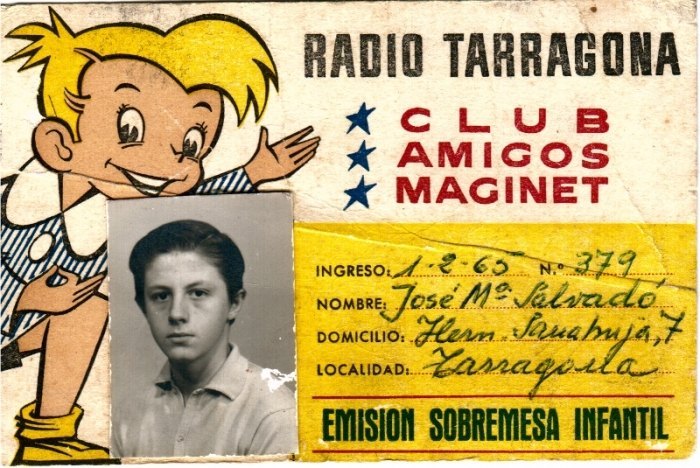 RADIO TARRAGONA
★ CLUB
★ AMIGOS
★ MAGINET
INGRESO: 1-2-65 N.º 379
NOMBRE: José Mª Salvadó
DOMICILIO: Hern. Sanahuja, 7
LOCALIDAD: Tarragona
EMISION SOBREMESA INFANTIL